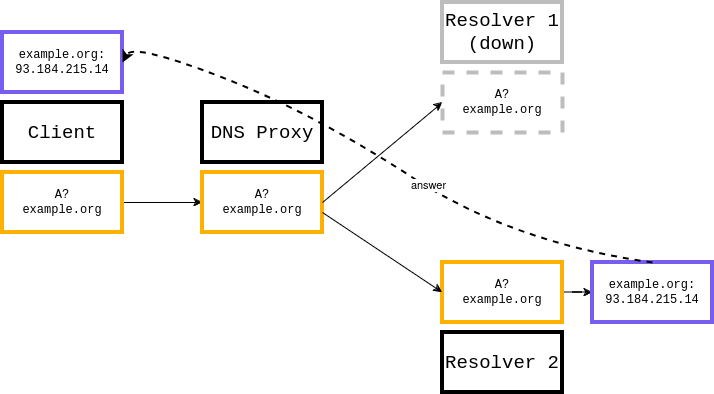 example.org:
93.184.215.14
Client
A?
example.org
DNS Proxy
A?
example.org
Resolver 1
(down)
A?
example.org
answer
A?
example.org
Resolver 2
example.org:
93.184.215.14